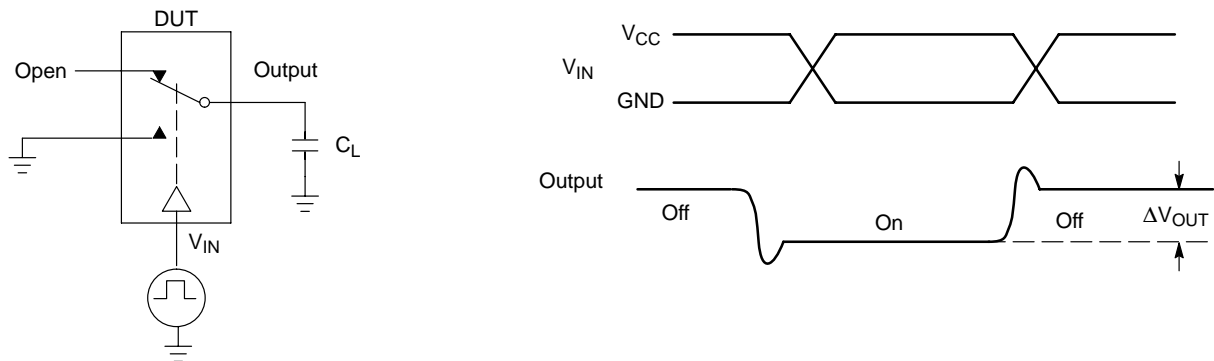 DUT
Open
Output
C_L
V_IN
V_CC
V_IN
GND
Output
Off
On
Off
ΔV_OUT